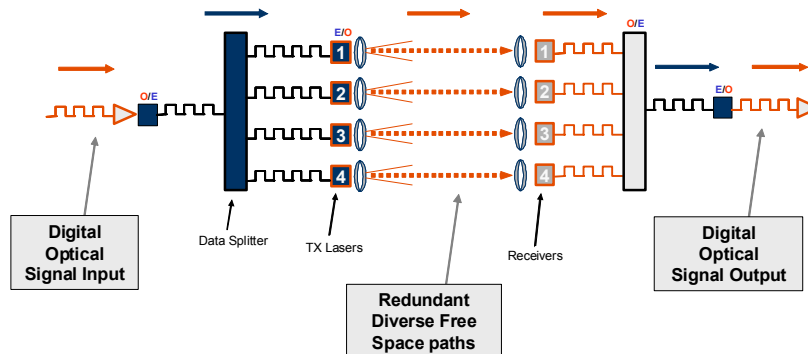 E/O
O/E
1
1
O/E
E/O
2
2
3
3
4
4
Data Splitter
TX Lasers
Receivers
Digital
Optical
Signal Input
Redundant
Diverse Free
Space paths
Digital
Optical
Signal Output